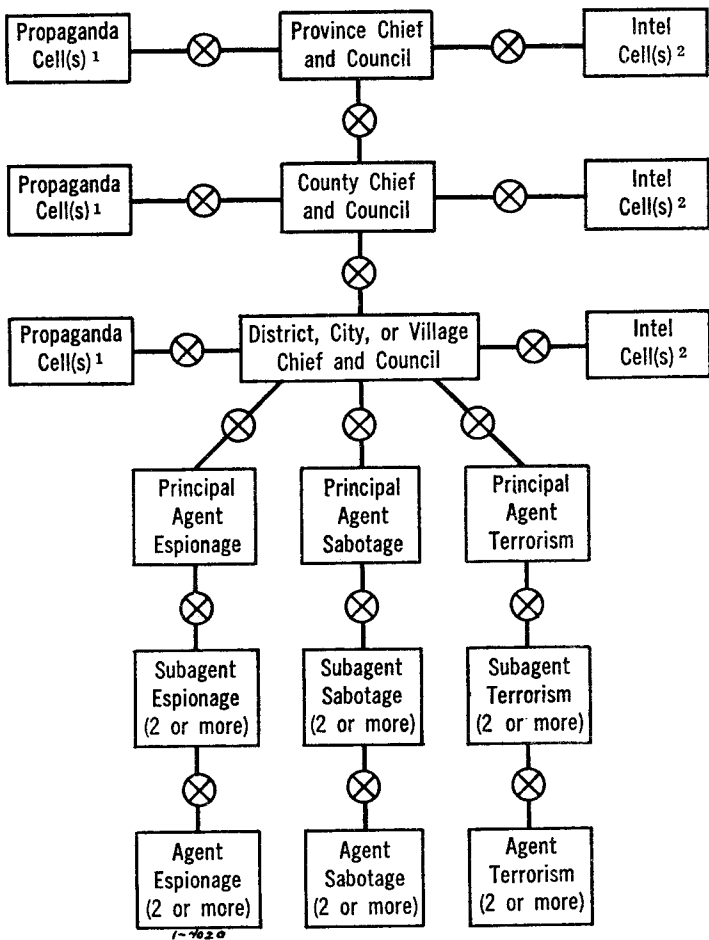 Propaganda
Cell(s) 1
Province Chief
and Council
Intel
Cell(s) 2
Propaganda
Cell(s) 1
County Chief
and Council
Intel
Cell(s) 2
Propaganda
Cell(s) 1
District, City, or Village
Chief and Council
Intel
Cell(s) 2
Principal
Agent
Espionage
Principal
Agent
Sabotage
Principal
Agent
Terrorism
Subagent
Espionage
(2 or more)
Subagent
Sabotage
(2 or more)
Subagent
Terrorism
(2 or more)
Agent
Espionage
(2 or more)
Agent
Sabotage
(2 or more)
Agent
Terrorism
(2 or more)